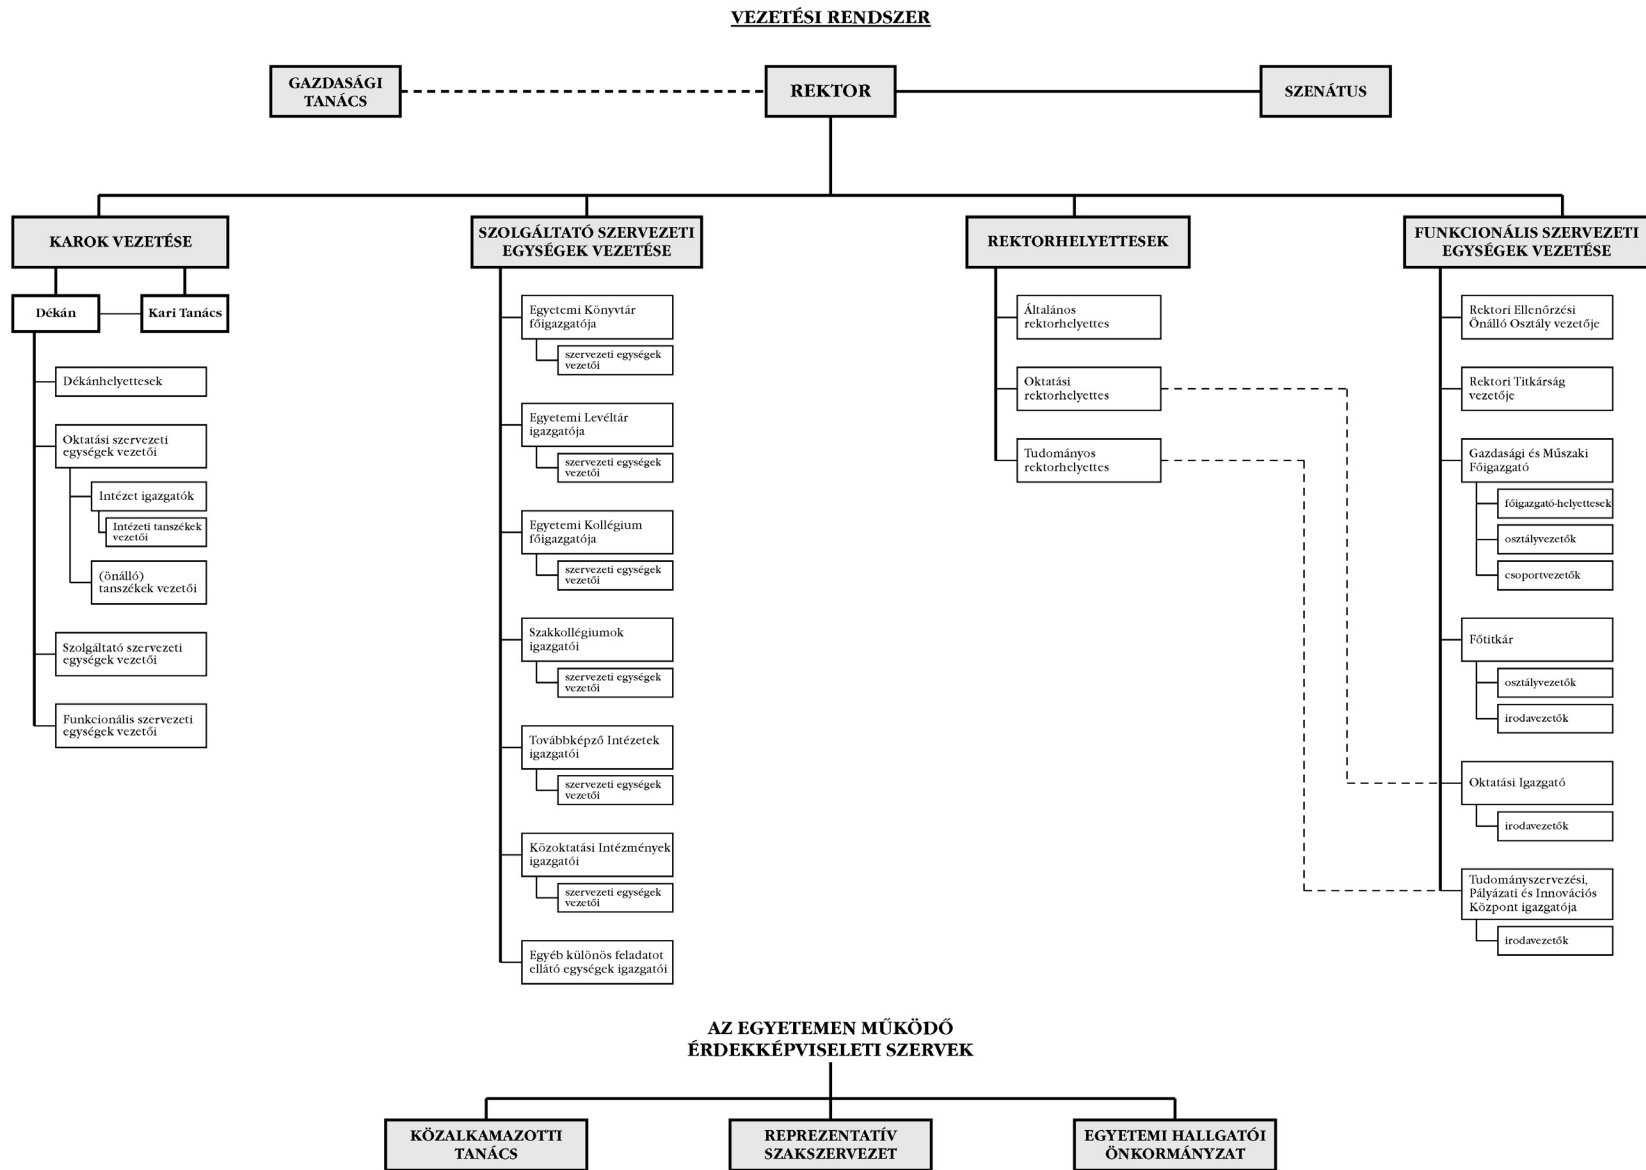 VEZETÉSI RENDSZER
GAZDASÁGI
TANÁCS
REKTOR
SZENÁTUS
KAROK VEZETÉSE
Dékán
Kari Tanács
Dékánhelyettesek
Oktatási szervezeti
egységek vezetői
Intézet igazgatók
Intézeti tanszékek
vezetői
(önálló)
tanszékek vezetői
Szolgáltató szervezeti
egységek vezetői
Funkcionális szervezeti
egységek vezetői
SZOLGÁLTATÓ SZERVEZETI
EGYSÉGEK VEZETÉSE
Egyetemi Könyvtár
főigazgatója
szervezeti egységek
vezetői
Egyetemi Levéltár
igazgatója
szervezeti egységek
vezetői
Egyetemi Kollégium
főigazgatója
szervezeti egységek
vezetői
Szakkollégiumok
igazgatói
szervezeti egységek
vezetői
Továbbképző Intézetek
igazgatói
szervezeti egységek
vezetői
Közoktatási Intézmények
igazgatói
szervezeti egységek
vezetői
Egyéb különös feladatot
ellátó egységek igazgatói
REKTORHELYETTESEK
Általános
rektorhelyettes
Oktatási
rektorhelyettes
Tudományos
rektorhelyettes
FUNKCIONÁLIS SZERVEZETI
EGYSÉGEK VEZETÉSE
Rektori Ellenőrzési
Önálló Osztály vezetője
Rektori Titkárság
vezetője
Gazdasági és Műszaki
Főigazgató
főigazgató-helyettesek
osztályvezetők
csoportvezetők
Főtitkár
osztályvezetők
irodavezetők
Oktatási Igazgató
irodavezetők
Tudományszervezési,
Pályázati és Innovációs
Központ igazgatója
irodavezetők
AZ EGYETEMEN MŰKÖDŐ
ÉRDEKKÉPVISELETI SZERVEK
KÖZALKAMAZOTTI
TANÁCS
REPREZENTATÍV
SZAKSZERVEZET
EGYETEMI HALLGATÓI
ÖNKORMÁNYZAT